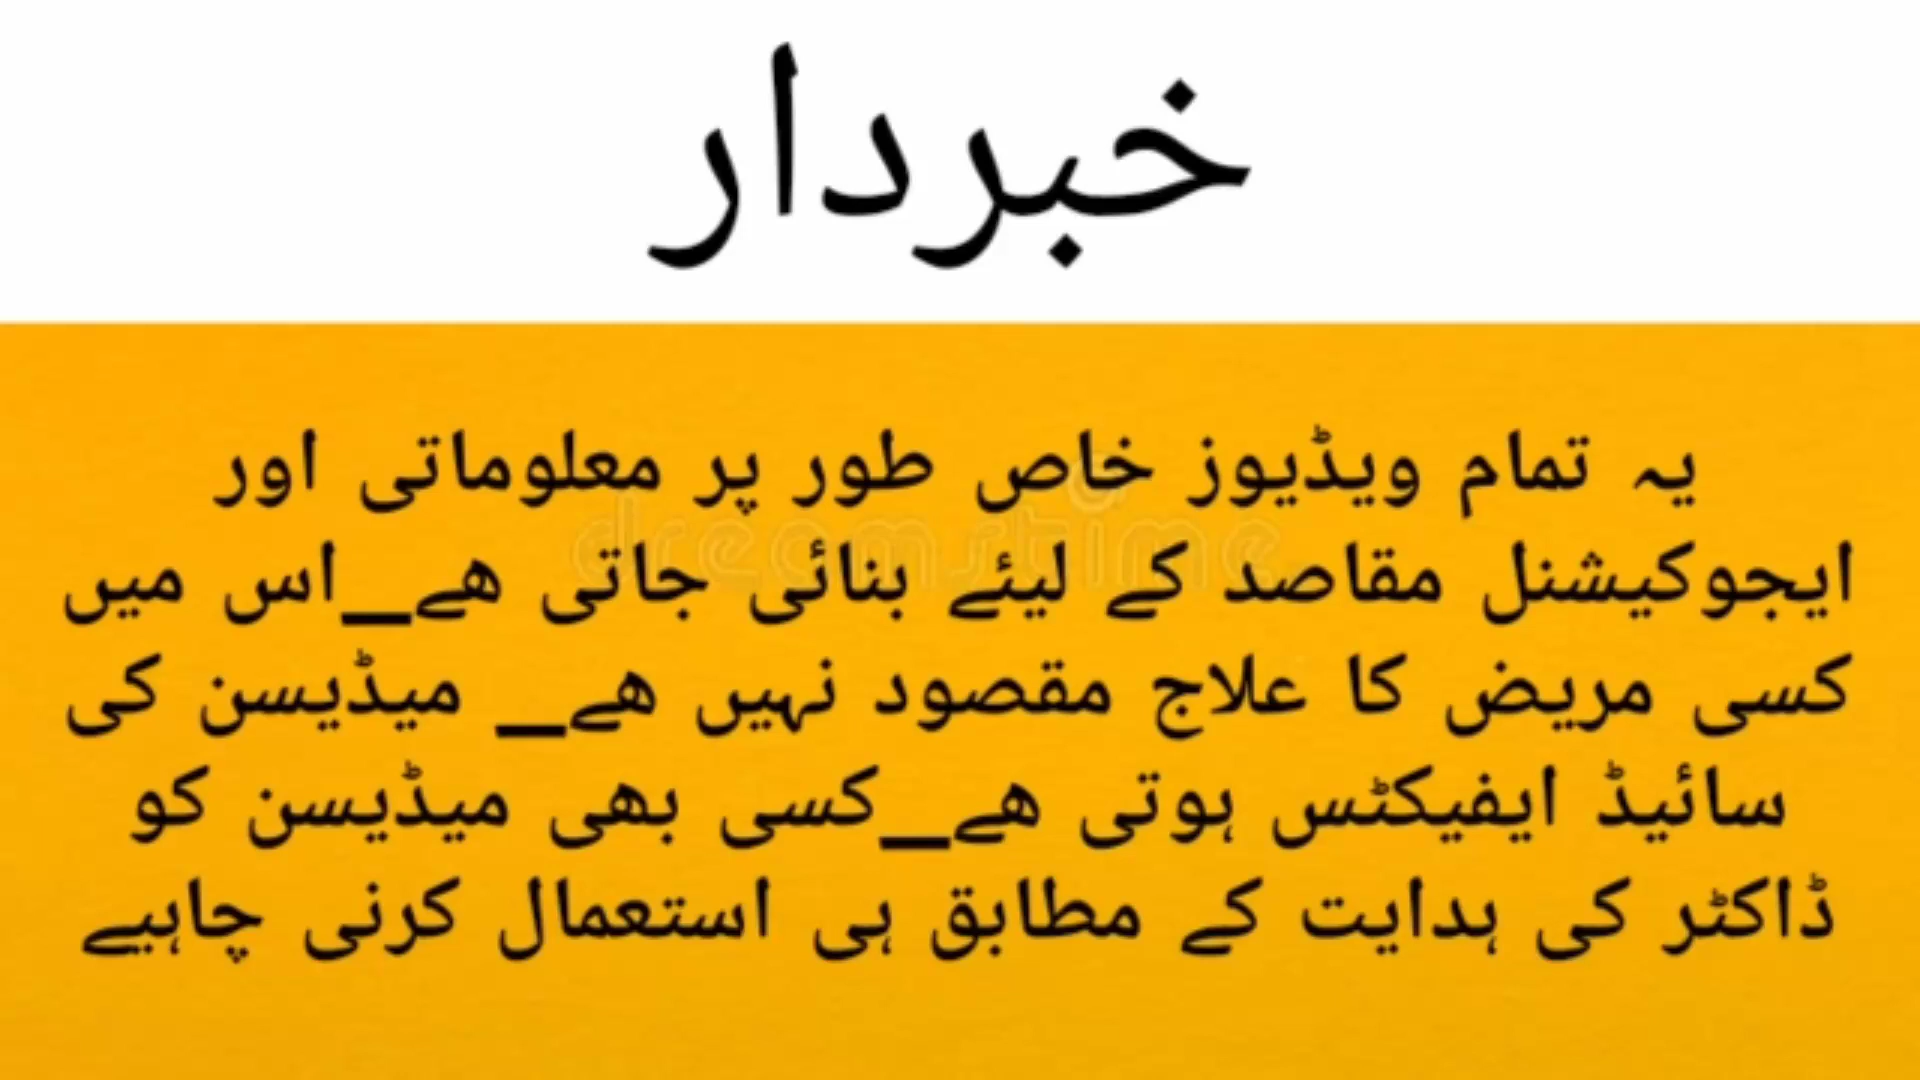 خبردار
یہ تمام ویڈیوز خاص طور پر معلوماتی اور
ایجوکیشنل مقاصد کے لیئے بنائی جاتی ھے_اس میں
کسی مریض کا علاج مقصود نہیں ھے_ میڈیسن کی
سائیڈ ایفیکٹس ہوتی ھے_کسی بھی میڈیسن کو
ڈاکٹر کی ہدایت کے مطابق ہی استعمال کرنی چاہیے
dreamstime